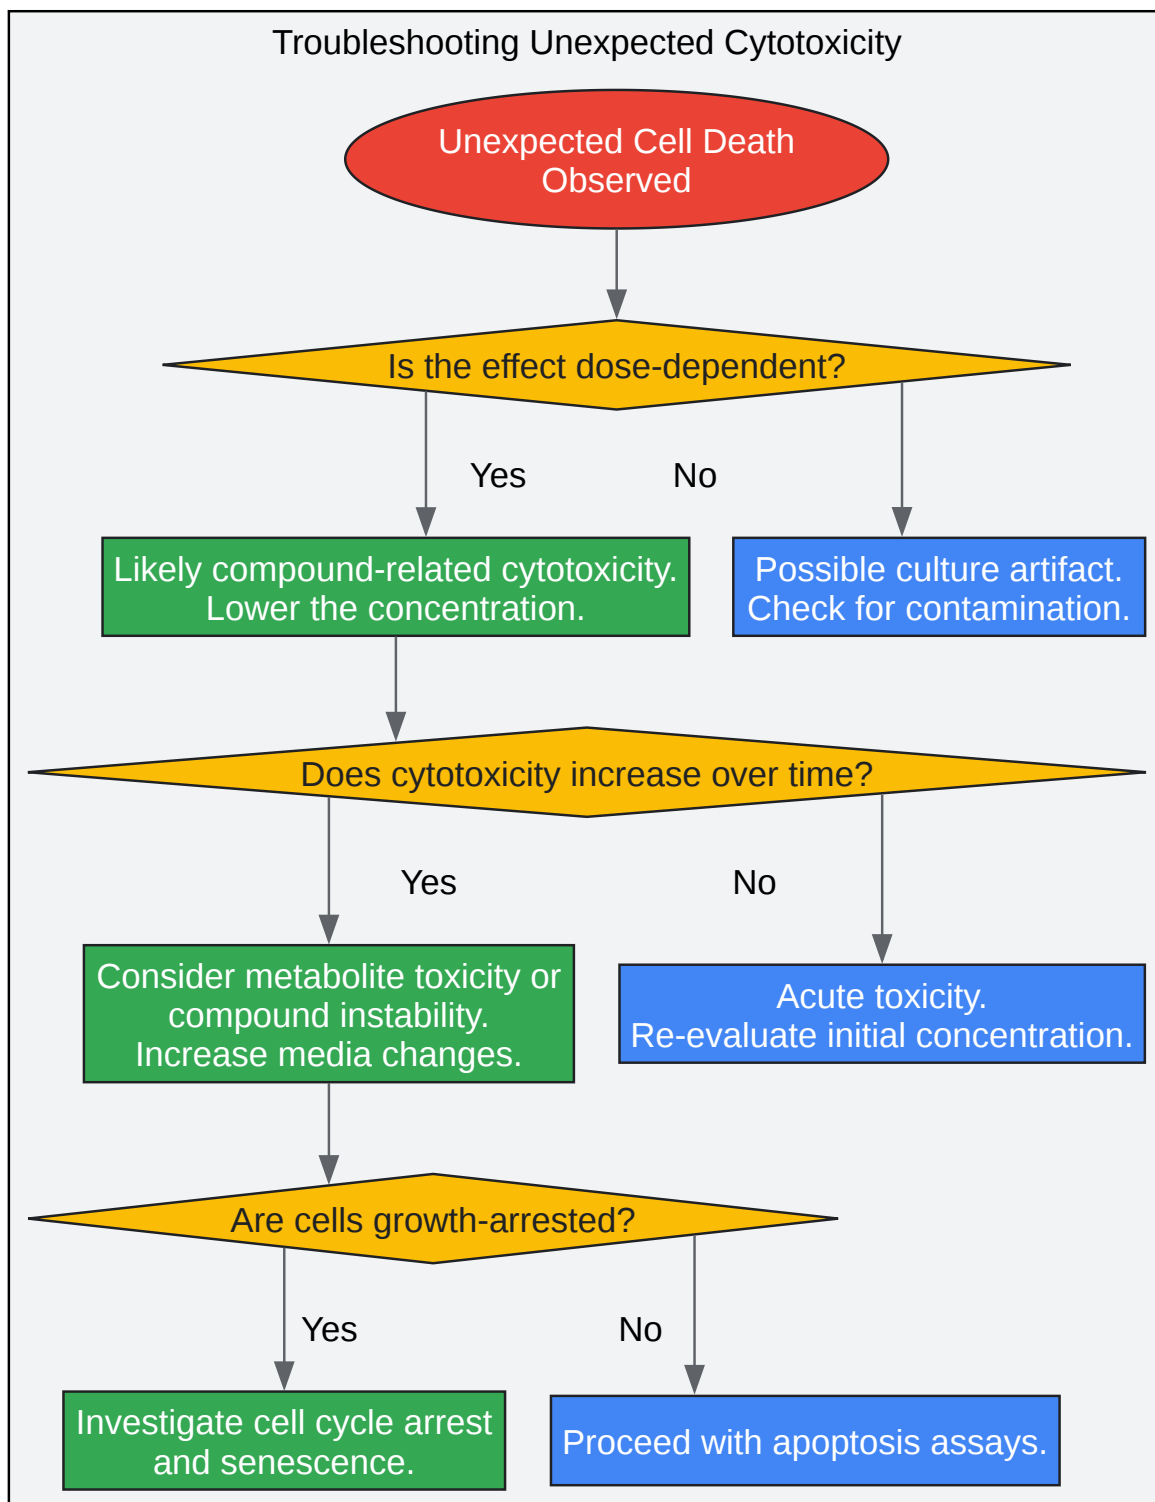 Troubleshooting Unexpected Cytotoxicity
Unexpected Cell Death
Observed
Is the effect dose-dependent?
Yes
No
Likely compound-related cytotoxicity.
Lower the concentration.
Possible culture artifact.
Check for contamination.
Does cytotoxicity increase over time?
Yes
No
Consider metabolite toxicity or
compound instability.
Increase media changes.
Acute toxicity.
Re-evaluate initial concentration.
Are cells growth-arrested?
Yes
No
Investigate cell cycle arrest
and senescence.
Proceed with apoptosis assays.